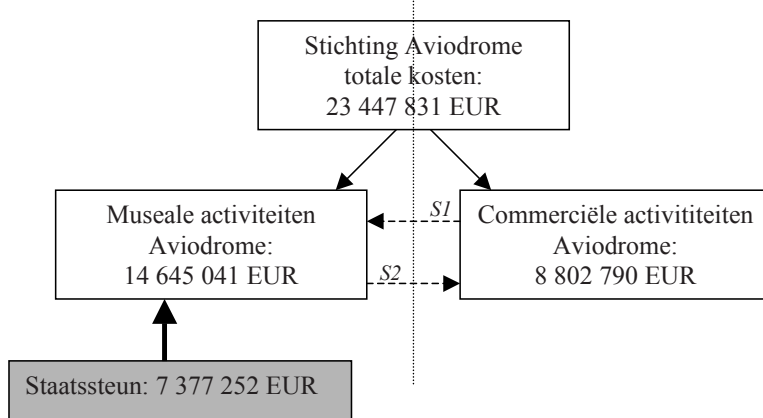 Stichting Aviodrome
totale kosten:
23 447 831 EUR
Museale activiteiten
Aviodrome:
14 645 041 EUR
S1
S2
Commerciële activititeiten
Aviodrome:
8 802 790 EUR
Staatssteun: 7 377 252 EUR